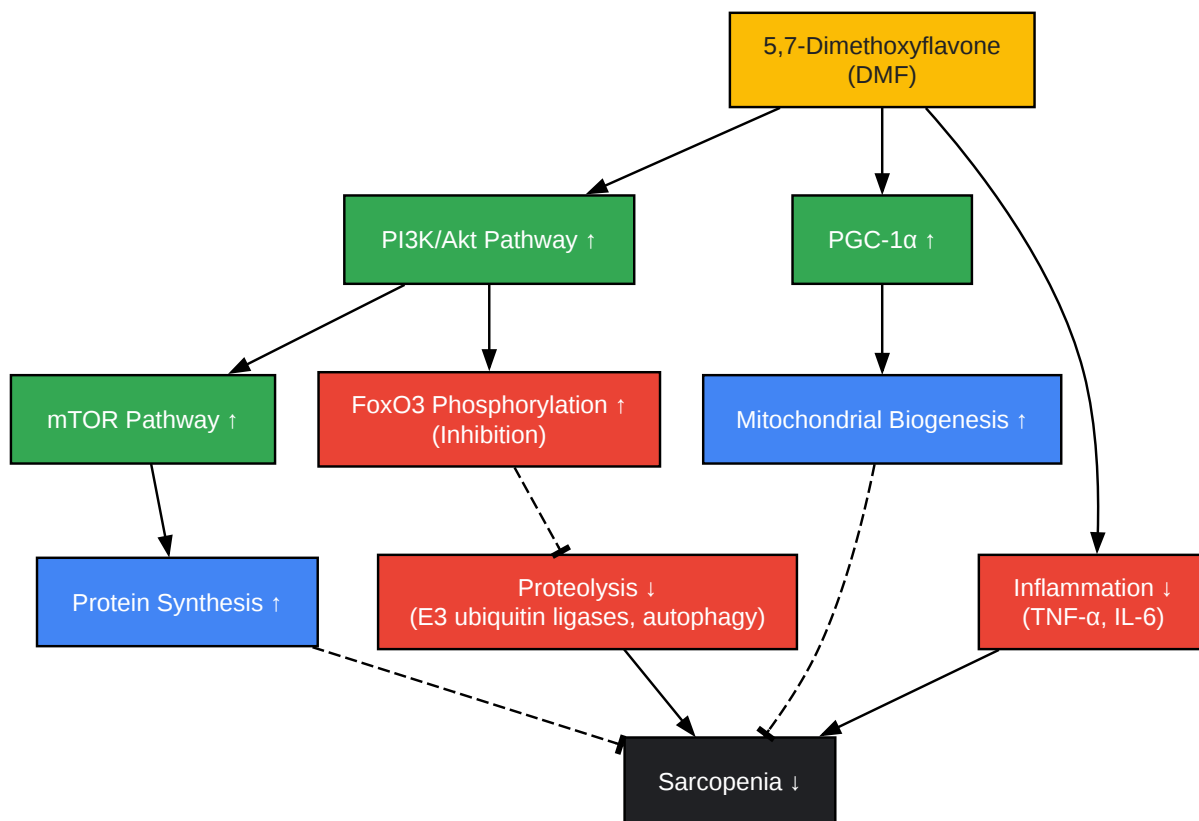 5,7-Dimethoxyflavone
(DMF)
PI3K/Akt Pathway ↑
PGC-1α ↑
mTOR Pathway ↑
FoxO3 Phosphorylation ↑
(Inhibition)
Mitochondrial Biogenesis ↑
Protein Synthesis ↑
Proteolysis ↓
(E3 ubiquitin ligases, autophagy)
Inflammation ↓
(TNF-α, IL-6)
Sarcopenia ↓